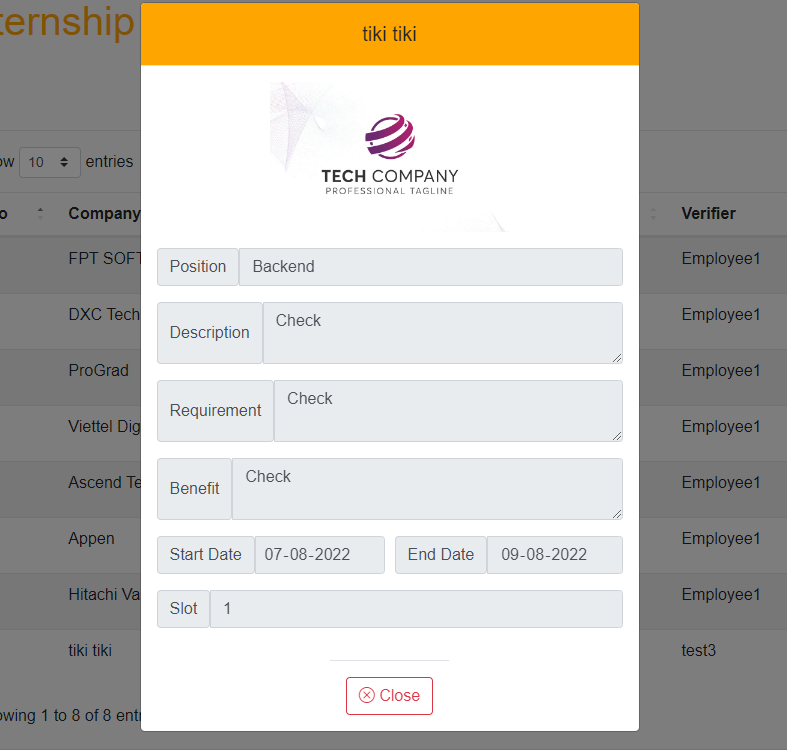 ternship
tiki tiki
TECH COMPANY
PROFESSIONAL TAGLINE
ow 10 entries
o Company Verifier
FPT SOFT Employee1
DXC Tech Employee1
ProGrad Employee1
Viettel Dig Employee1
Ascend Te Employee1
Appen Employee1
Hitachi Va Employee1
tiki tiki test3
owing 1 to 8 of 8 entr
Position Backend
Description Check
Requirement Check
Benefit Check
Start Date 07-08-2022 End Date 09-08-2022
Slot 1
Close